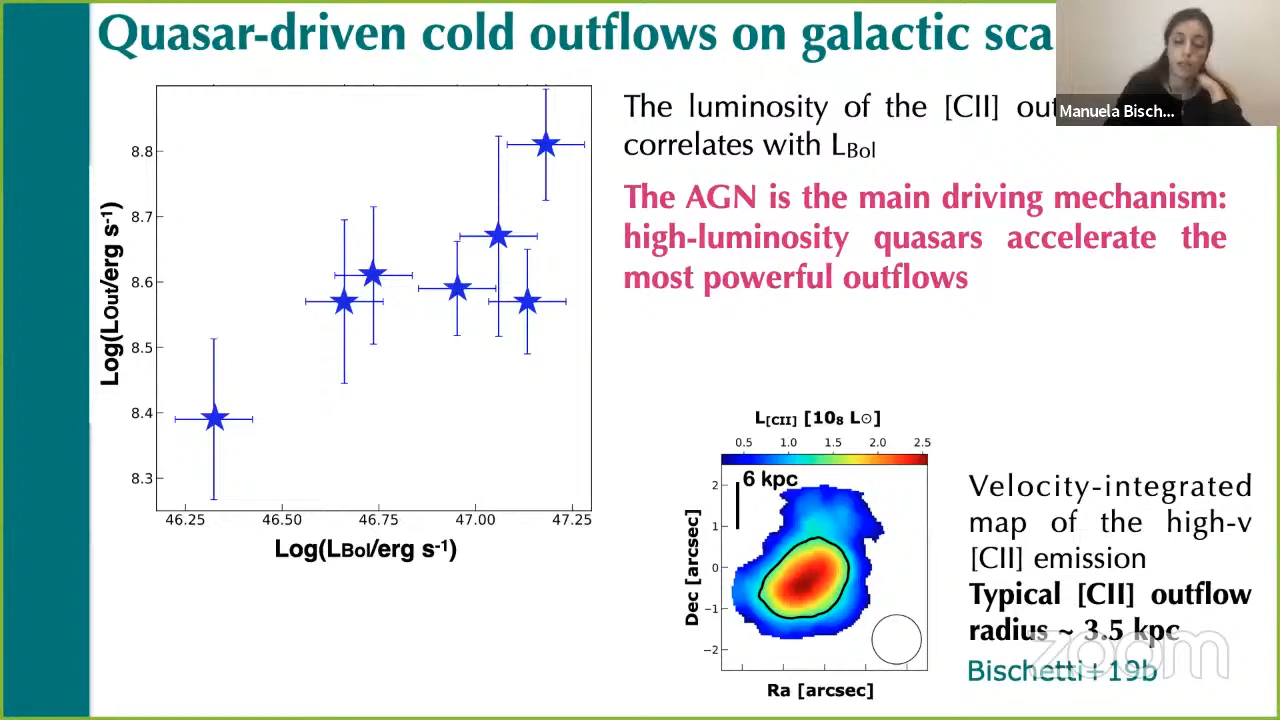 Quasar-driven cold outflows on galactic sca
Manuela Bisch...
The luminosity of the [CII] out
correlates with LBol
The AGN is the main driving mechanism:
high-luminosity quasars accelerate the
most powerful outflows
Log(Lout/erg s-1)
8.8
8.7
8.6
8.5
8.4
8.3
46.25 46.50 46.75 47.00 47.25
Log(LBol/erg s-1)
L[CII] [108 L⊙]
0.5 1.0 1.5 2.0 2.5
6 kpc
Dec [arcsec]
2
1
0
−1
−2
Ra [arcsec]
Velocity-integrated
map of the high-v
[CII] emission
Typical [CII] outflow
radius ~ 3.5 kpc
Bischetti+19b
zoom